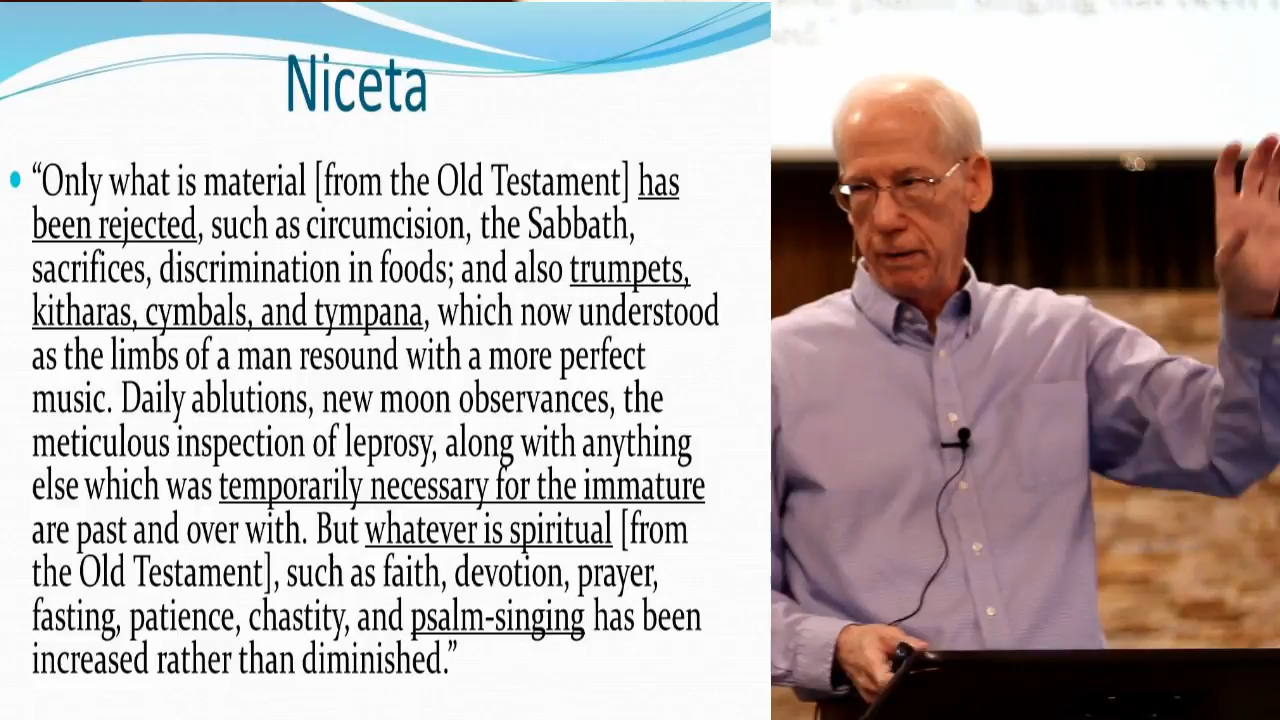 Niceta
• “Only what is material [from the Old Testament] has
been rejected, such as circumcision, the Sabbath,
sacrifices, discrimination in foods; and also trumpets,
kitharas, cymbals, and tympana, which now understood
as the limbs of a man resound with a more perfect
music. Daily ablutions, new moon observances, the
meticulous inspection of leprosy, along with anything
else which was temporarily necessary for the immature
are past and over with. But whatever is spiritual [from
the Old Testament], such as faith, devotion, prayer,
fasting, patience, chastity, and psalm-singing has been
increased rather than diminished.”